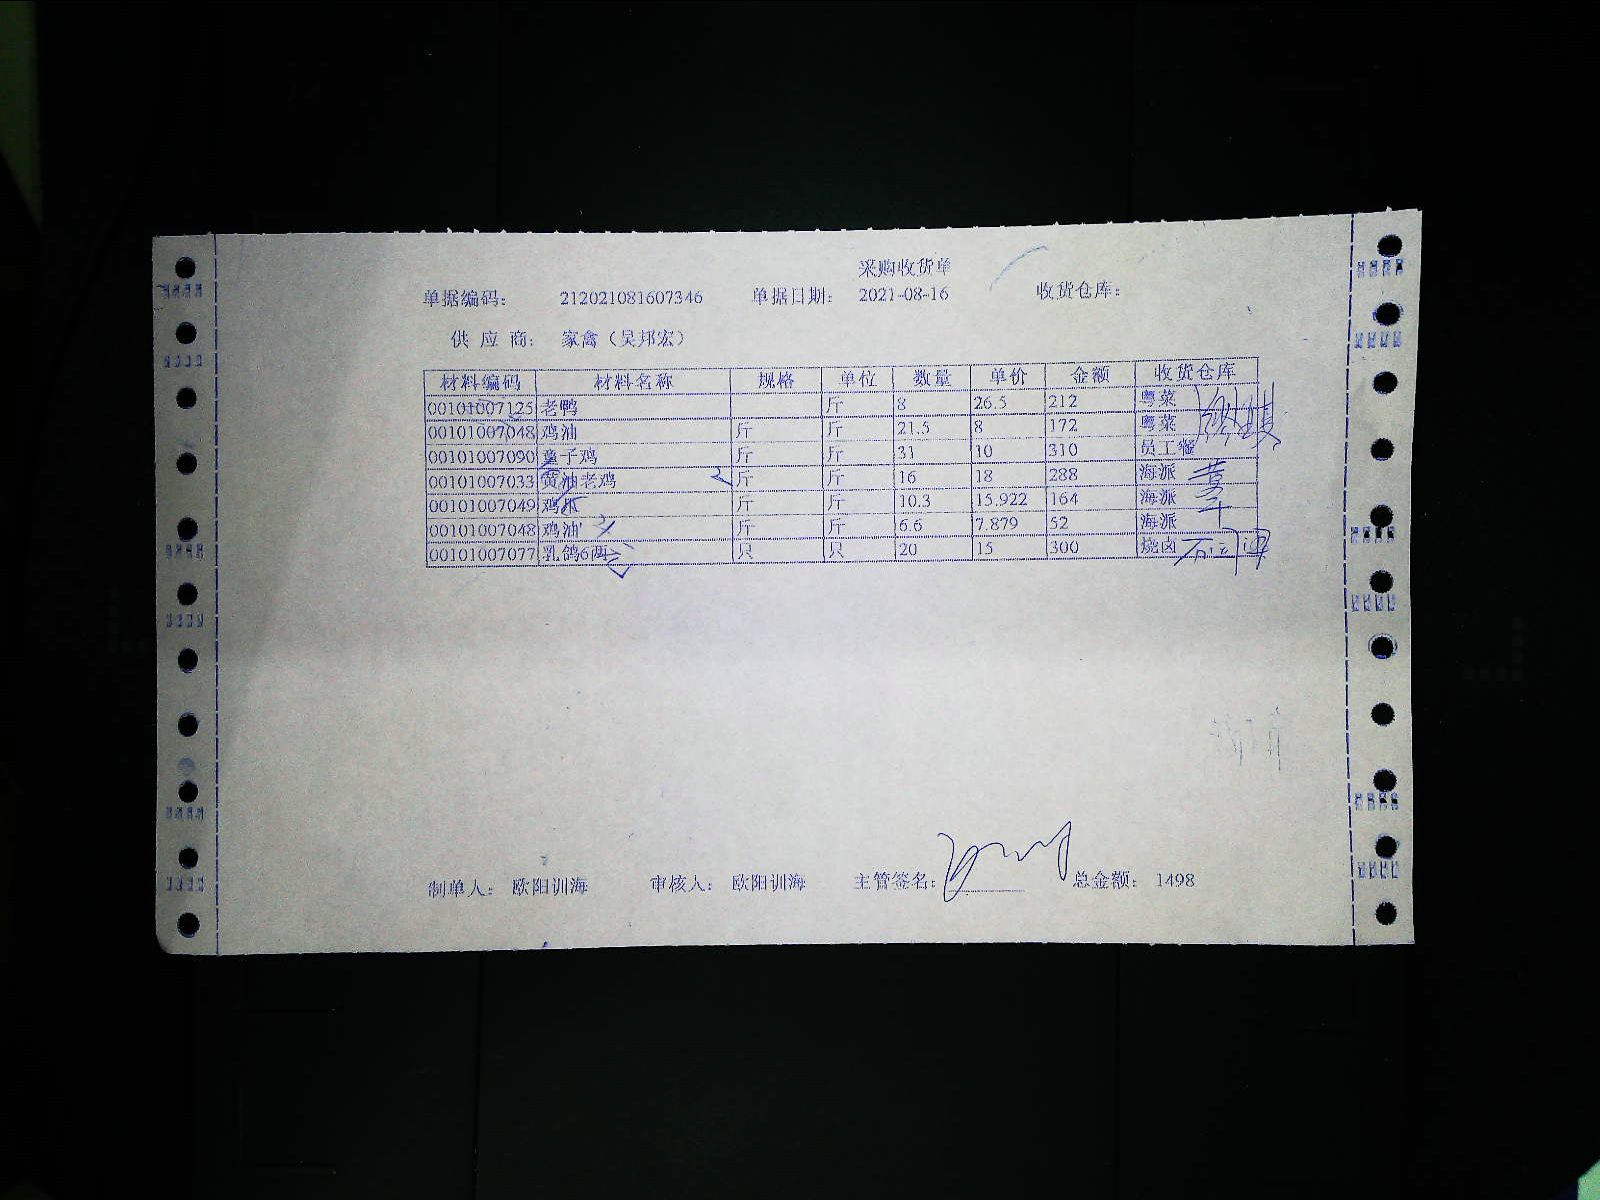 采购收货单
单据编码: 212021081607346 单据日期: 2021-08-16 收货仓库:
供应商: 家禽（吴邦宏）
材料编码 材料名称 规格 单位 数量 单价 金额 收货仓库
00101007125 老鸭 斤 8 26.5 212 粤菜
00101007048 鸡油 斤 斤 21.5 8 172 粤菜
00101007090 童子鸡 斤 斤 31 10 310 员工餐
00101007033 黄油老鸡 斤 斤 16 18 288 海派
00101007049 鸡爪 斤 斤 10.3 15.922 164 海派
00101007048 鸡油 斤 斤 6.6 7.879 52 海派
00101007077 乳鸽6两 只 只 20 15 300 烧卤
制单人: 欧阳训海 审核人: 欧阳训海 主管签名: 总金额: 1498